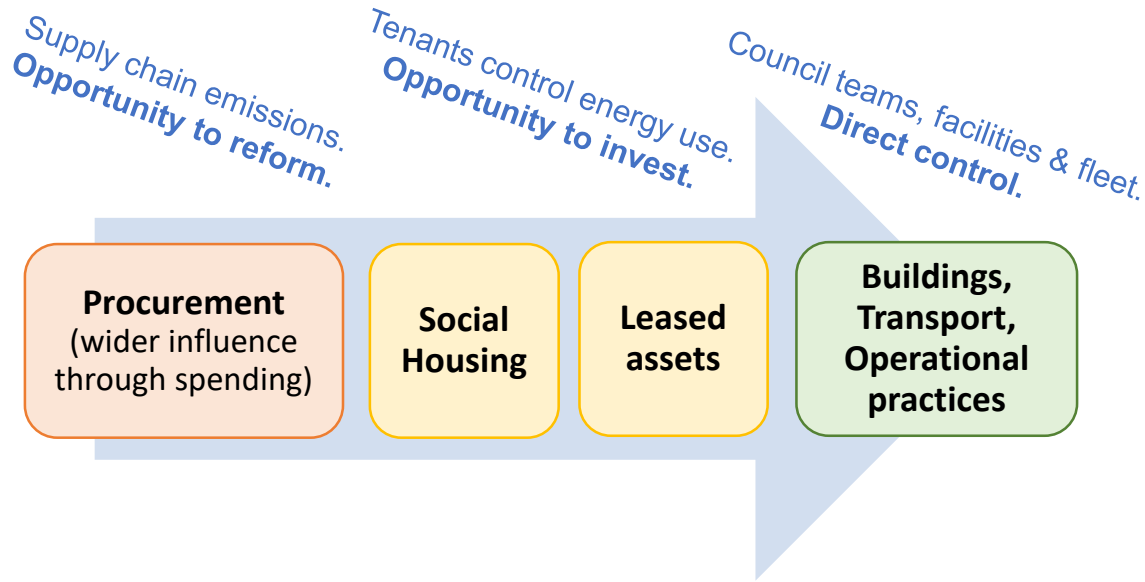 Supply chain emissions.
Opportunity to reform.
Tenants control energy use.
Opportunity to invest.
Council teams, facilities & fleet.
Direct control.
Procurement
(wider influence
through spending)
Social
Housing
Leased
assets
Buildings,
Transport,
Operational
practices